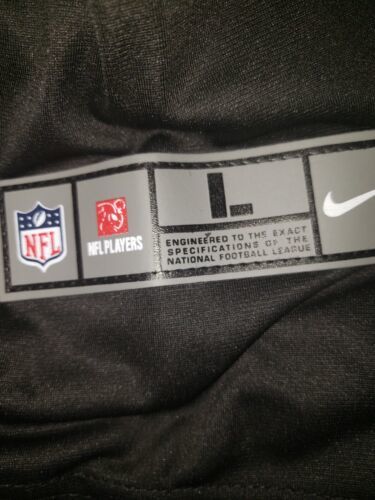 NFL
NFL PLAYERS
L
ENGINEERED TO THE EXACT
SPECIFICATIONS OF THE
NATIONAL FOOTBALL LEAGUE